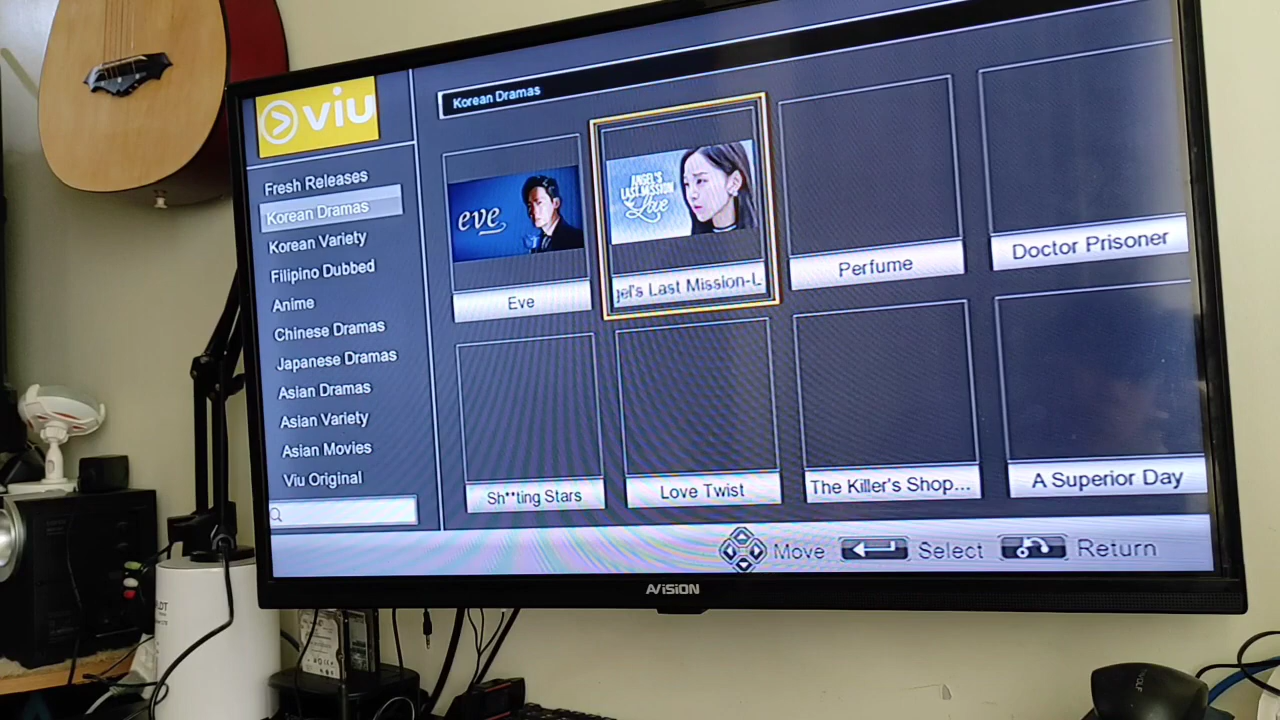 viu
Korean Dramas
Fresh Releases
Korean Dramas
Korean Variety
Filipino Dubbed
Anime
Chinese Dramas
Japanese Dramas
Asian Dramas
Asian Variety
Asian Movies
Viu Original
eve
Eve
ANGEL'S
LAST MISSION
Love
gel's Last Mission-L
Perfume
Doctor Prisoner
Sh**ting Stars
Love Twist
The Killer's Shop...
A Superior Day
Move
Select
Return
AVISION